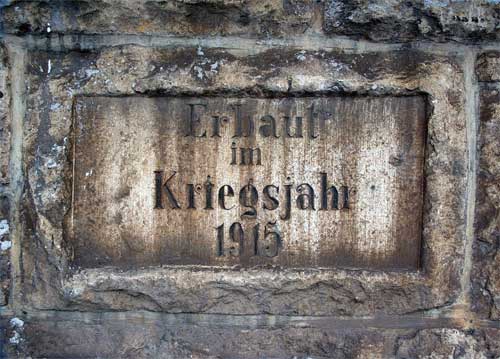 Erbaut
im
Kriegsjahr
1915